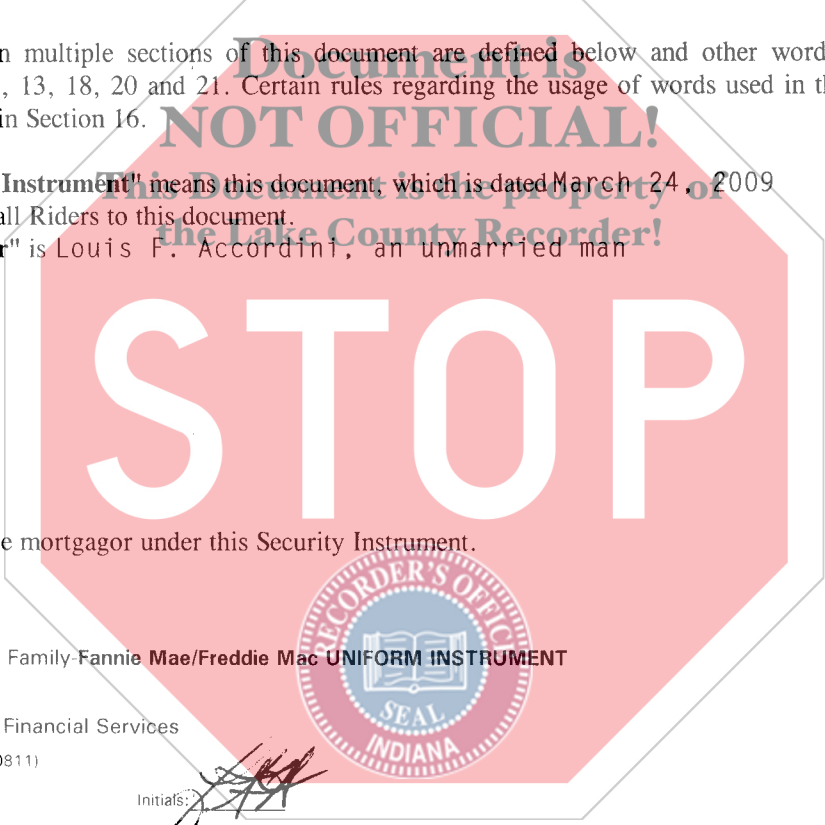 Document is
n multiple sections of this document are defined below and other word
, 13, 18, 20 and 21. Certain rules regarding the usage of words used in t
in Section 16.
NOT OFFICIAL!
Instrument" means this document, which is dated March 24, 2009
This Document is the property of
all Riders to this document.
the Lake County Recorder!
r" is Louis F. Accordini, an unmarried man
STOP
e mortgagor under this Security Instrument.
RECORDER'S OFFICE
Family-Fannie Mae/Freddie Mac UNIFORM INSTRUMENT
SEAL
Financial Services
INDIANA
0811)
Initials: